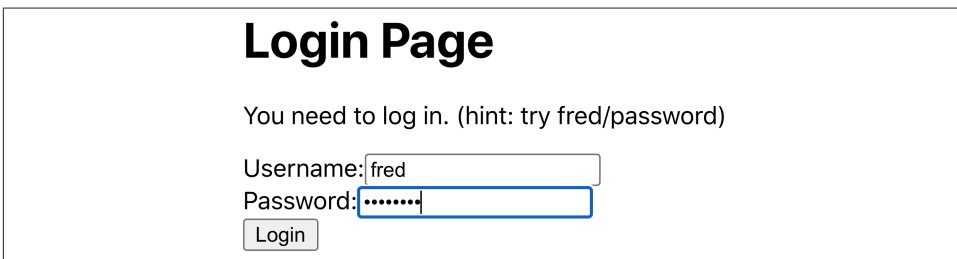 Login Page
You need to log in. (hint: try fred/password)
Username: fred
Password: ••••••••
Login